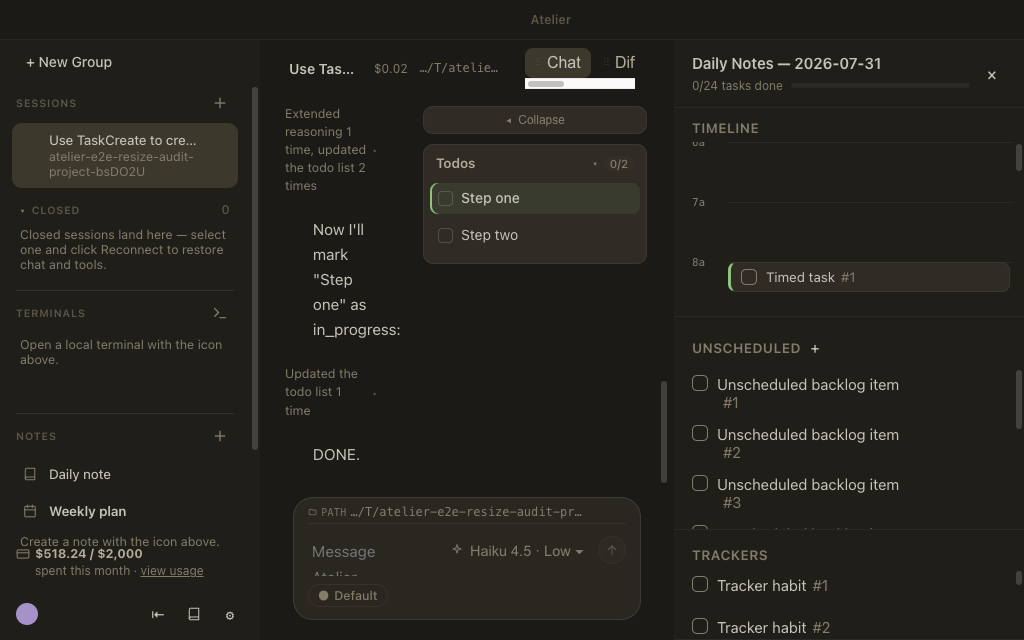 Atelier
+ New Group
SESSIONS
Use TaskCreate to cre...
atelier-e2e-resize-audit-
project-bsDO2U
CLOSED 0
Closed sessions land here — select
one and click Reconnect to restore
chat and tools.
TERMINALS
Open a local terminal with the icon
above.
NOTES
Daily note
Weekly plan
Create a note with the icon above.
$518.24 / $2,000
spent this month · view usage
Use Tas... $0.02 …/T/atelie…
Chat Dif
Extended
reasoning 1
time, updated
the todo list 2
times
Now I'll
mark
"Step
one" as
in_progress:
Updated the
todo list 1
time
DONE.
Collapse
Todos 0/2
Step one
Step two
PATH …/T/atelier-e2e-resize-audit-pr…
Message
Atelier
Haiku 4.5 · Low
Default
Daily Notes — 2026-07-31
0/24 tasks done
TIMELINE
6a
7a
8a
Timed task #1
UNSCHEDULED +
Unscheduled backlog item
#1
Unscheduled backlog item
#2
Unscheduled backlog item
#3
TRACKERS
Tracker habit #1
Tracker habit #2